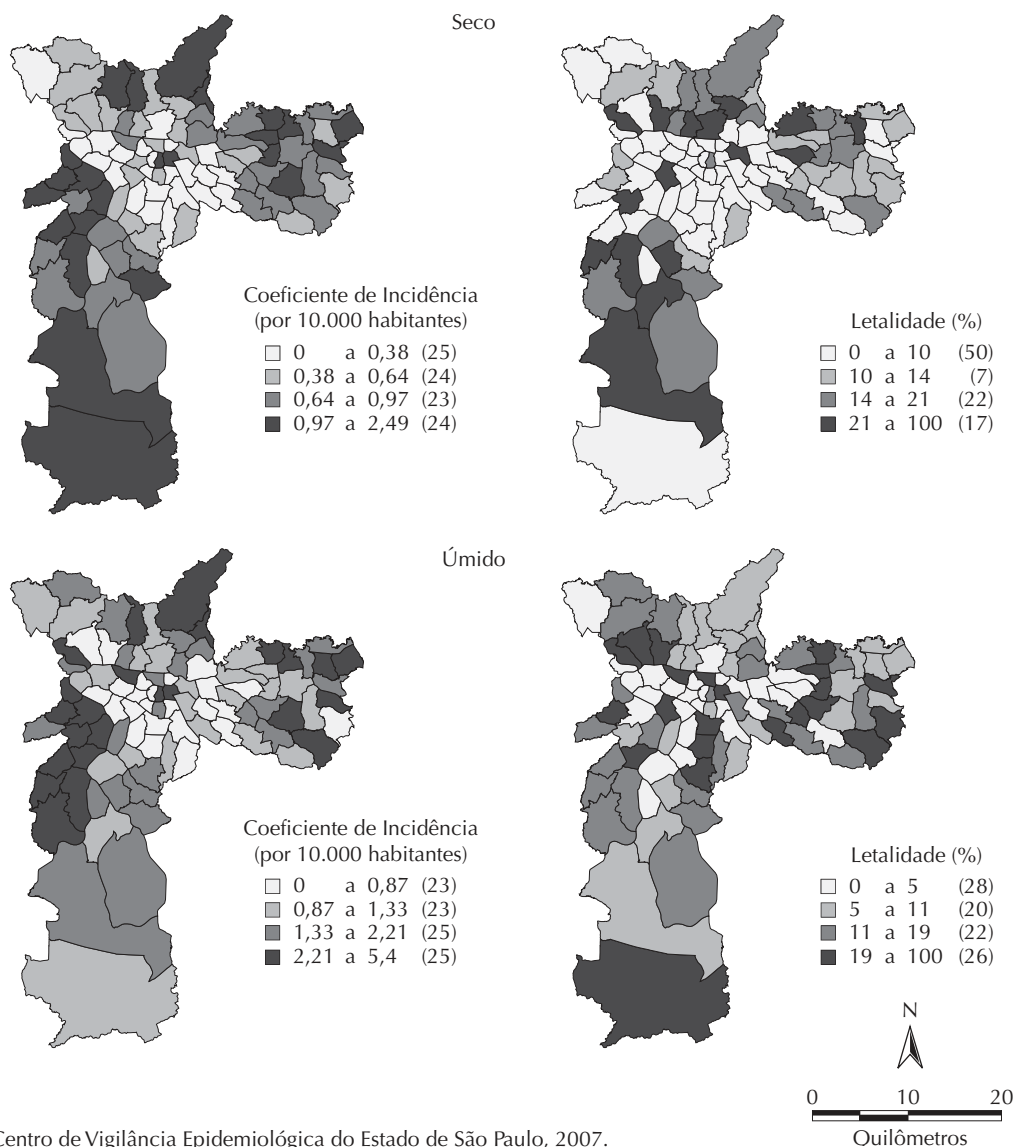 Seco
Coeficiente de Incidência
(por 10.000 habitantes)
0 a 0,38 (25)
0,38 a 0,64 (24)
0,64 a 0,97 (23)
0,97 a 2,49 (24)
Letalidade (%)
0 a 10 (50)
10 a 14 (7)
14 a 21 (22)
21 a 100 (17)
Úmido
Coeficiente de Incidência
(por 10.000 habitantes)
0 a 0,87 (23)
0,87 a 1,33 (23)
1,33 a 2,21 (25)
2,21 a 5,4 (25)
Letalidade (%)
0 a 5 (28)
5 a 11 (20)
11 a 19 (22)
19 a 100 (26)
N
0 10 20
Quilômetros
Centro de Vigilância Epidemiológica do Estado de São Paulo, 2007.